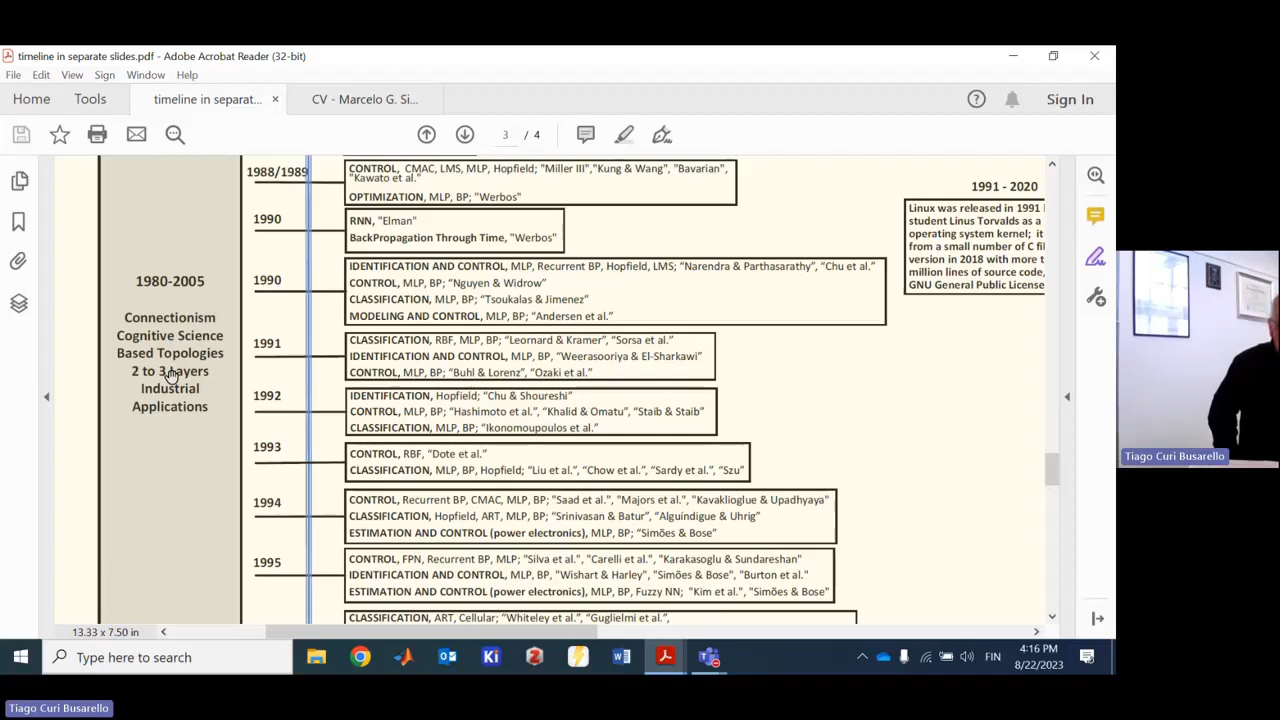 timeline in separate slides.pdf - Adobe Acrobat Reader (32-bit)
File Edit View Sign Window Help
Home Tools timeline in separat... × CV - Marcelo G. Si... Sign In
3 / 4
1980-2005
Connectionism
Cognitive Science
Based Topologies
2 to 3 Layers
Industrial
Applications
1988/1989
CONTROL, CMAC, LMS, MLP, Hopfield; "Miller III","Kung & Wang", "Bavarian",
"Kawato et al."
OPTIMIZATION, MLP, BP; "Werbos"
1990
RNN, "Elman"
BackPropagation Through Time, "Werbos"
1990
IDENTIFICATION AND CONTROL, MLP, Recurrent BP, Hopfield, LMS; “Narendra & Parthasarathy”, “Chu et al.”
CONTROL, MLP, BP; “Nguyen & Widrow”
CLASSIFICATION, MLP, BP; “Tsoukalas & Jimenez”
MODELING AND CONTROL, MLP, BP; “Andersen et al.”
1991
CLASSIFICATION, RBF, MLP, BP; “Leornard & Kramer”, “Sorsa et al.”
IDENTIFICATION AND CONTROL, MLP, BP, “Weerasooriya & El-Sharkawi”
CONTROL, MLP, BP; “Buhl & Lorenz”, “Ozaki et al.”
1992
IDENTIFICATION, Hopfield; “Chu & Shoureshi”
CONTROL, MLP, BP; “Hashimoto et al.”, “Khalid & Omatu”, “Staib & Staib”
CLASSIFICATION, MLP, BP; “Ikonomoupoulos et al.”
1993
CONTROL, RBF, “Dote et al.”
CLASSIFICATION, MLP, BP, Hopfield; “Liu et al.”, “Chow et al.”, “Sardy et al.”, “Szu”
1994
CONTROL, Recurrent BP, CMAC, MLP, BP; "Saad et al.", "Majors et al.", "Kavaklioglue & Upadhyaya"
CLASSIFICATION, Hopfield, ART, MLP, BP; “Srinivasan & Batur”, “Alguíndigue & Uhrig”
ESTIMATION AND CONTROL (power electronics), MLP, BP; “Simões & Bose”
1995
CONTROL, FPN, Recurrent BP, MLP; "Silva et al.", "Carelli et al.", "Karakasoglu & Sundareshan"
IDENTIFICATION AND CONTROL, MLP, BP, "Wishart & Harley", "Simões & Bose", "Burton et al."
ESTIMATION AND CONTROL (power electronics), MLP, BP, Fuzzy NN; "Kim et al.", "Simões & Bose"
CLASSIFICATION, ART, Cellular; “Whiteley et al.”, “Guglielmi et al.”,
1991 - 2020
Linux was released in 1991
student Linus Torvalds as a
operating system kernel; it
from a small number of C fil
version in 2018 with more t
million lines of source code,
GNU General Public License
13.33 x 7.50 in
Type here to search
FIN
4:16 PM
8/22/2023
Tiago Curi Busarello
Tiago Curi Busarello